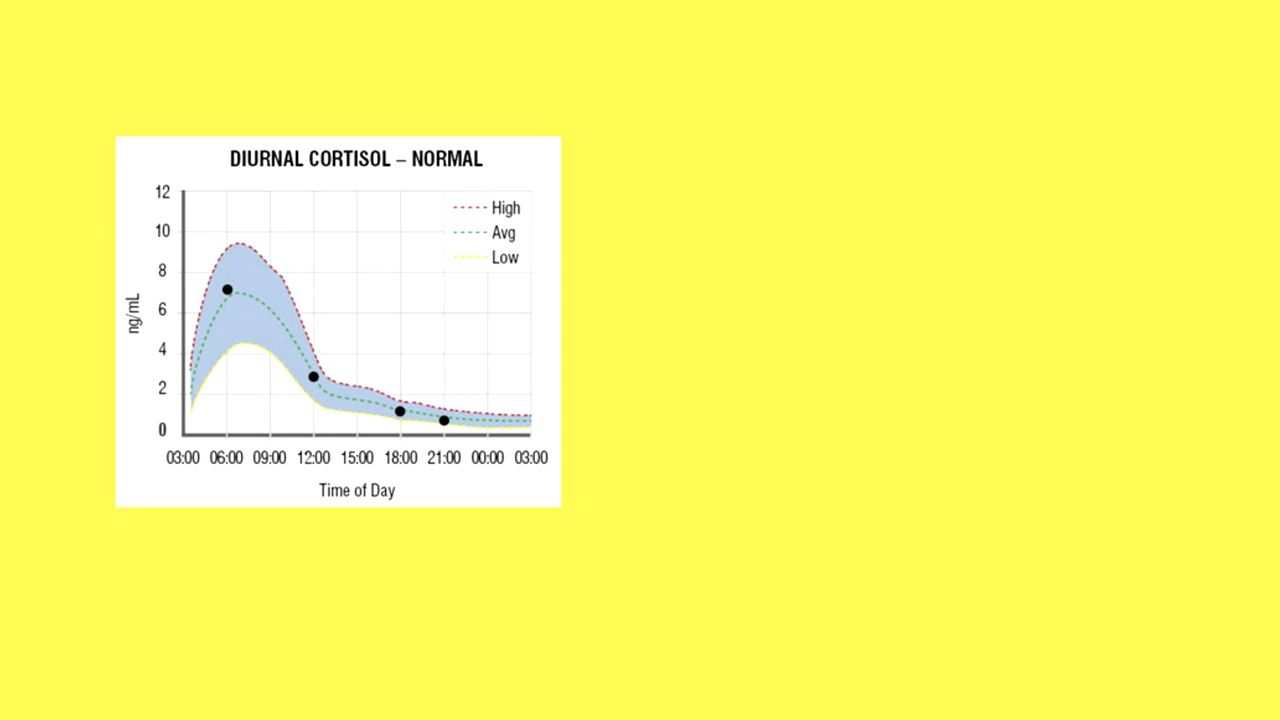 DIURNAL CORTISOL – NORMAL
12
10
8
6
4
2
0
ng/mL
High
Avg
Low
03:00 06:00 09:00 12:00 15:00 18:00 21:00 00:00 03:00
Time of Day